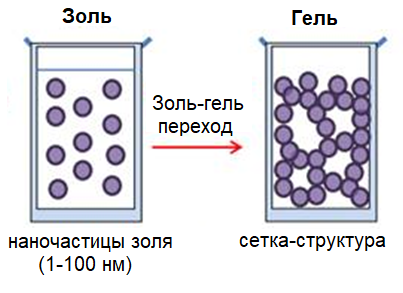 Золь
Гель
Золь-гель
переход
наночастицы золя
(1-100 нм)
сетка-структура